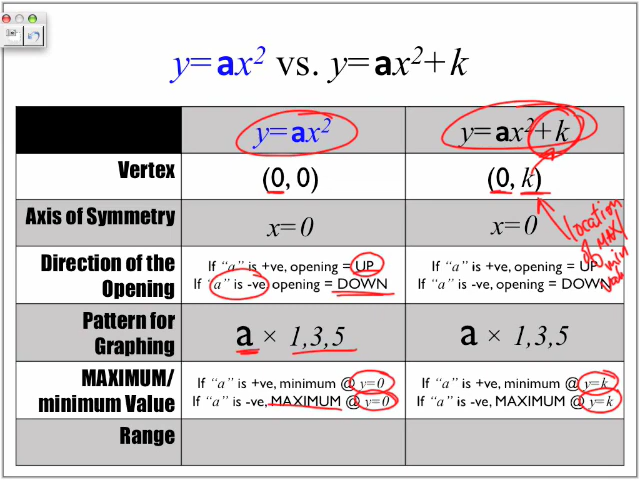 y=ax² vs. y=ax²+k
y=ax² y=ax²+k
Vertex (0, 0) (0, k)
Axis of Symmetry x=0 x=0
Direction of the Opening
If "a" is +ve, opening = UP
If "a" is -ve, opening = DOWN
If "a" is +ve, opening = UP
If "a" is -ve, opening = DOWN
Pattern for Graphing a × 1,3,5 a × 1,3,5
MAXIMUM/
minimum Value
If "a" is +ve, minimum @ y=0
If "a" is -ve, MAXIMUM @ y=0
If "a" is +ve, minimum @ y=k
If "a" is -ve, MAXIMUM @ y=k
Range
location
of MAX/
min